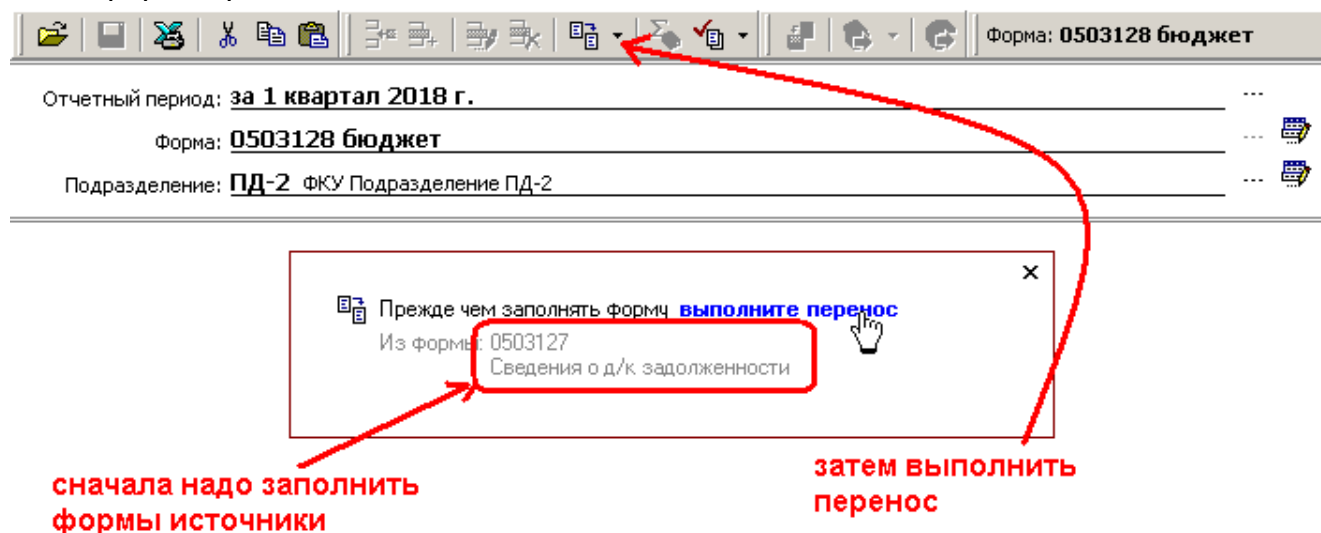 Форма: 0503128 бюджет
Отчетный период: за 1 квартал 2018 г. ...
Форма: 0503128 бюджет ...
Подразделение: ПД-2 ФКУ Подразделение ПД-2 ...
Прежде чем заполнять форму выполните перенос
Из формы: 0503127
Сведения о д/к задолженности
сначала надо заполнить
формы источники
затем выполнить
перенос